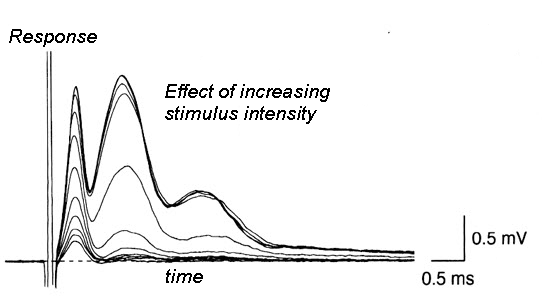 Response
Effect of increasing
stimulus intensity
0.5 mV
time
0.5 ms